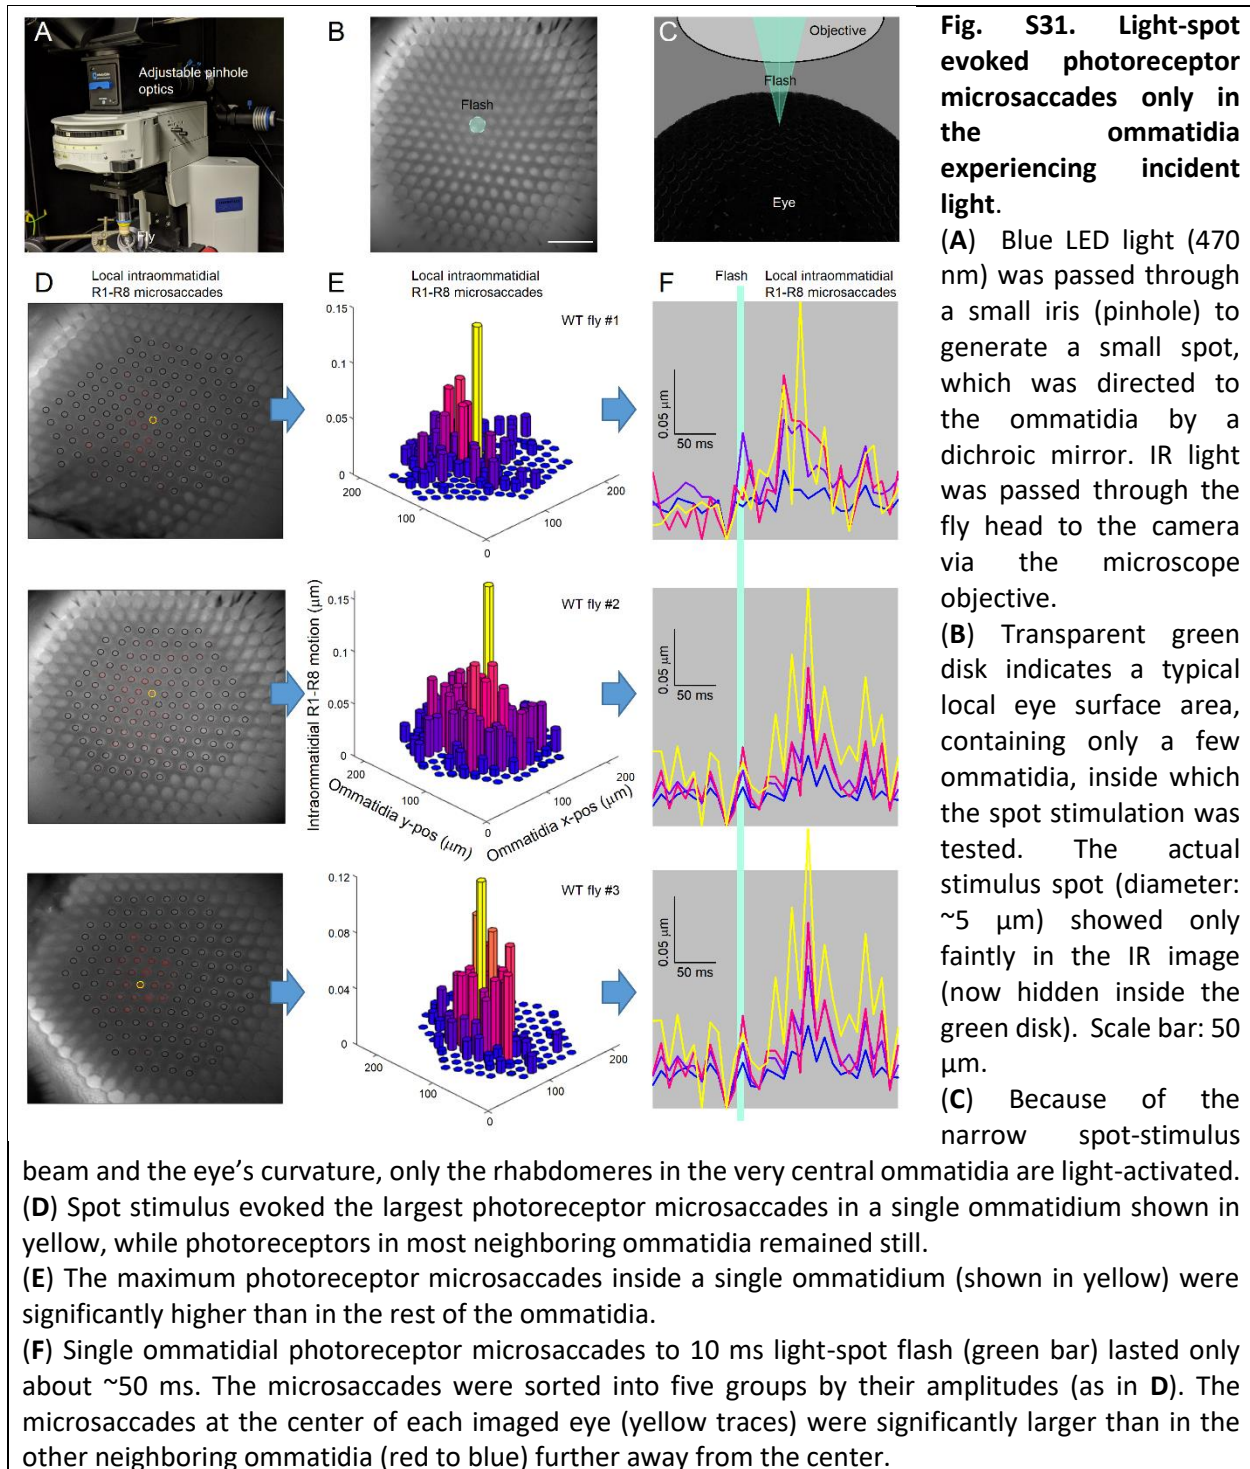 A
Adjustable pinhole
optics
Fly
B
Flash
C
Objective
Flash
Eye
D
Local intraommatidial
R1-R8 microsaccades
E
Local intraommatidial
R1-R8 microsaccades
F
Flash
Local intraommatidial
R1-R8 microsaccades
0.15
0.1
0.05
0
200
100
0
100
200
WT fly #1
0.05 µm
50 ms
Intraommatidial R1-R8 motion (µm)
0.15
0.10
0.05
0
200
100
0
100
200
Ommatidia y-pos (µm)
Ommatidia x-pos (µm)
WT fly #2
0.05 µm
50 ms
0.12
0.08
0.04
0
200
100
0
100
200
WT fly #3
0.05 µm
50 ms
Fig. S31. Light-spot
evoked photoreceptor
microsaccades only in
the ommatidia
experiencing incident
light.
(A) Blue LED light (470
nm) was passed through
a small iris (pinhole) to
generate a small spot,
which was directed to
the ommatidia by a
dichroic mirror. IR light
was passed through the
fly head to the camera
via the microscope
objective.
(B) Transparent green
disk indicates a typical
local eye surface area,
containing only a few
ommatidia, inside which
the spot stimulation was
tested. The actual
stimulus spot (diameter:
~5 µm) showed only
faintly in the IR image
(now hidden inside the
green disk). Scale bar: 50
µm.
(C) Because of the
narrow spot-stimulus
beam and the eye’s curvature, only the rhabdomeres in the very central ommatidia are light-activated.
(D) Spot stimulus evoked the largest photoreceptor microsaccades in a single ommatidium shown in
yellow, while photoreceptors in most neighboring ommatidia remained still.
(E) The maximum photoreceptor microsaccades inside a single ommatidium (shown in yellow) were
significantly higher than in the rest of the ommatidia.
(F) Single ommatidial photoreceptor microsaccades to 10 ms light-spot flash (green bar) lasted only
about ~50 ms. The microsaccades were sorted into five groups by their amplitudes (as in D). The
microsaccades at the center of each imaged eye (yellow traces) were significantly larger than in the
other neighboring ommatidia (red to blue) further away from the center.